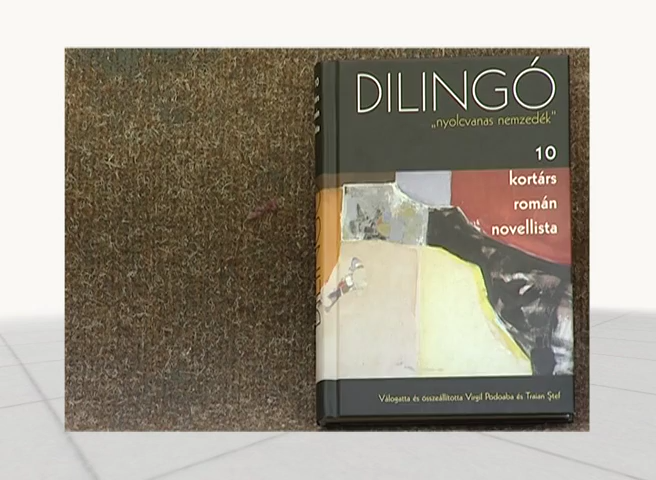 DILINGÓ
„nyolcvanas nemzedék”
10
kortárs
román
novellista
Válogatta és összeállította Virgil Podoaba és Traian Ştef